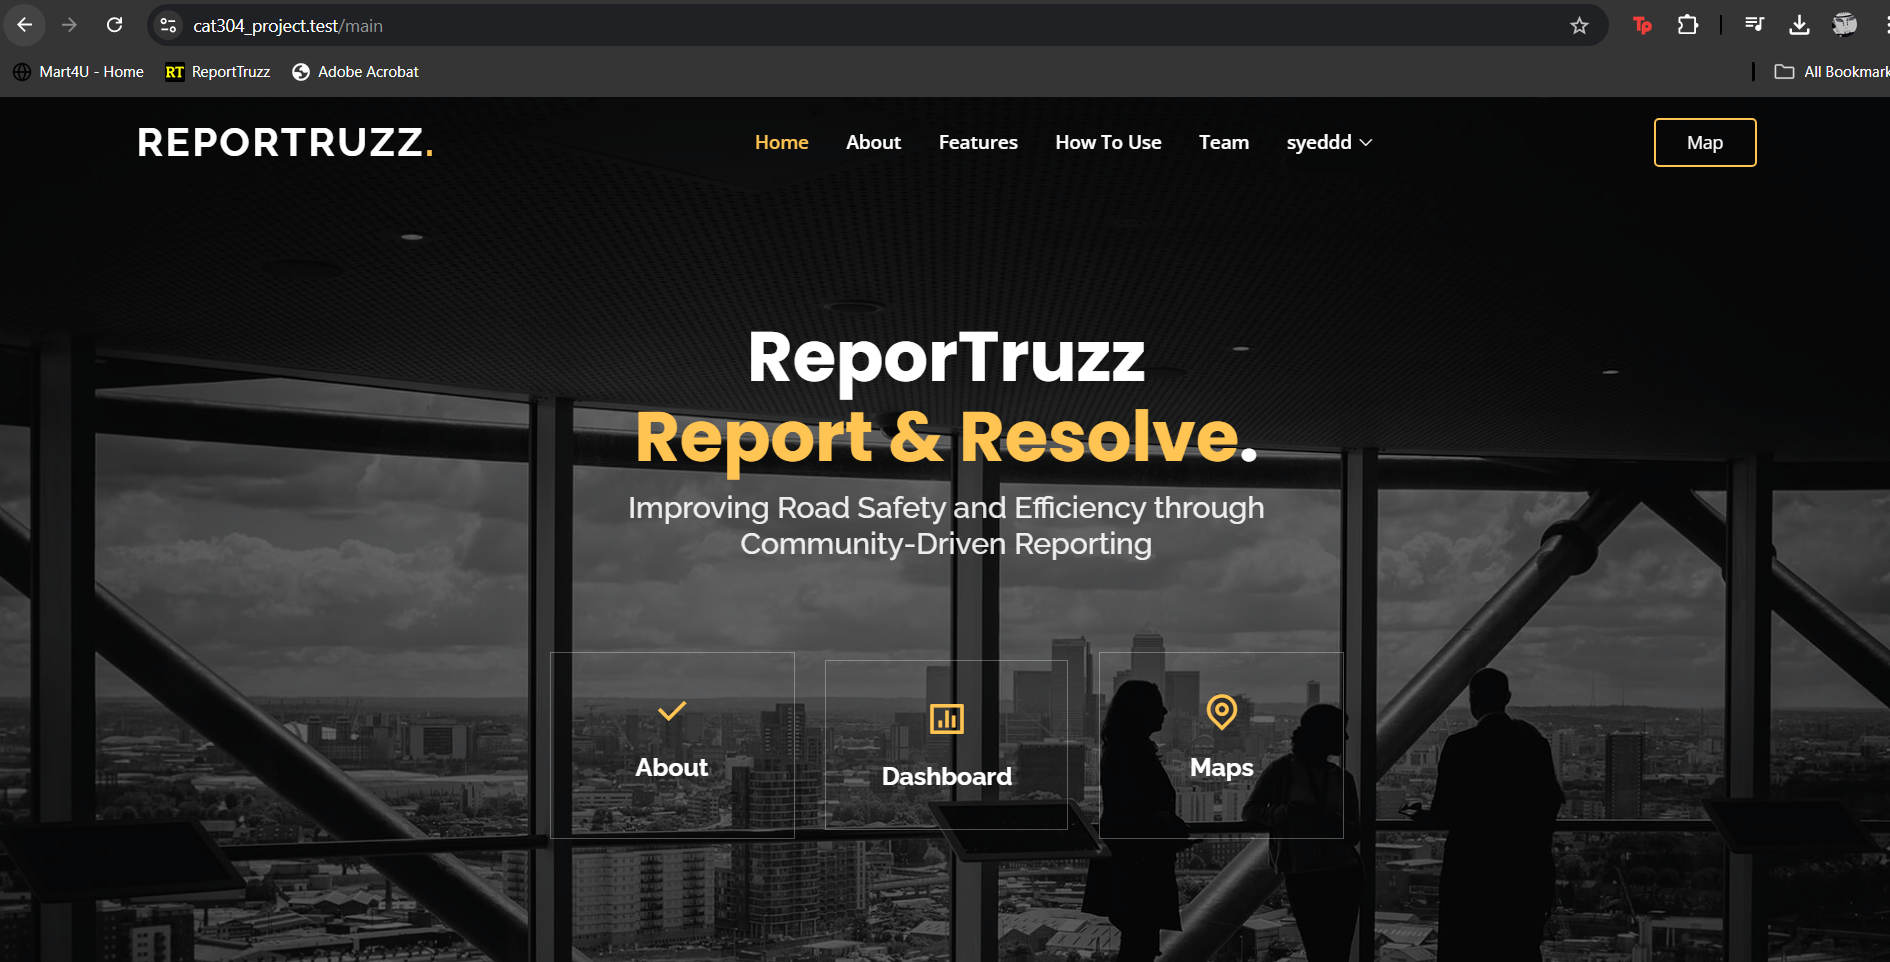 cat304_project.test/main
Tp
Mart4U - Home
RT ReportTruzz
Adobe Acrobat
All Bookmark
REPORTRUZZ.
Home
About
Features
How To Use
Team
syeddd
Map
ReporTruzz
Report & Resolve.
Improving Road Safety and Efficiency through
Community-Driven Reporting
About
Dashboard
Maps